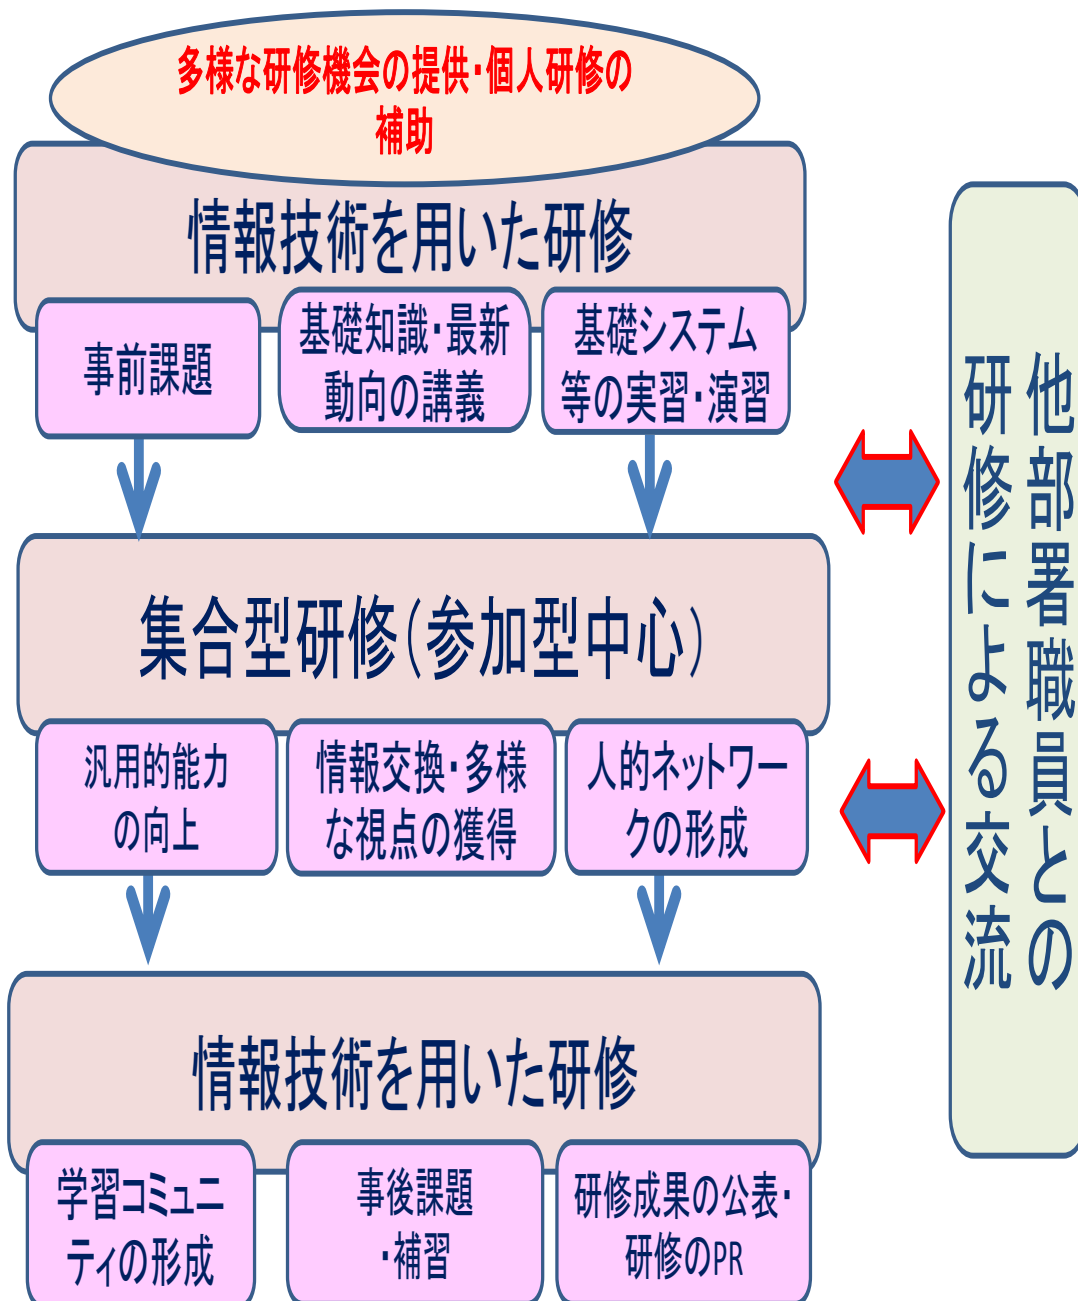 多様な研修機会の提供・個人研修の
補助
情報技術を用いた研修
事前課題
基礎知識・最新
動向の講義
基礎システム
等の実習・演習
集合型研修（参加型中心）
汎用的能力
の向上
情報交換・多様
な視点の獲得
人的ネットワー
クの形成
情報技術を用いた研修
学習コミュニ
ティの形成
事後課題
・補習
研修成果の公表・
研修のPR
他部署職員との
研修による交流